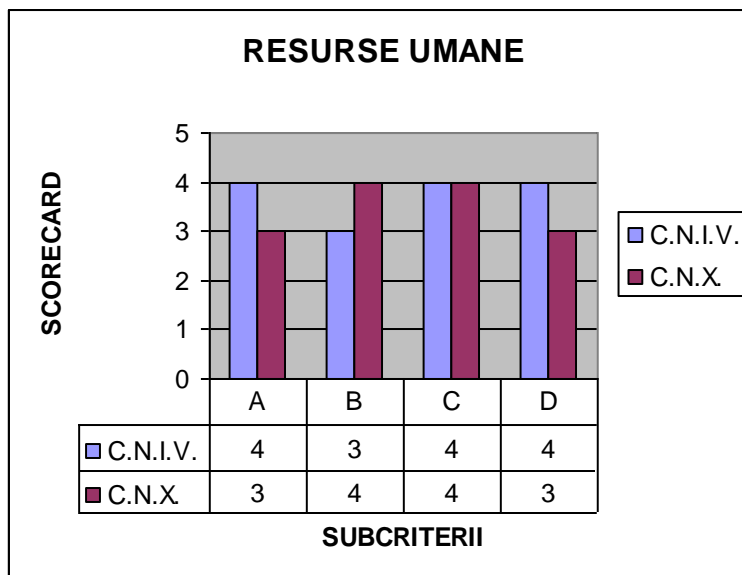 RESURSE UMANE
SCORECARD
5
4
3
2
1
0
A B C D
C.N.I.V. 4 3 4 4
C.N.X. 3 4 4 3
SUBCRITERII
C.N.I.V.
C.N.X.